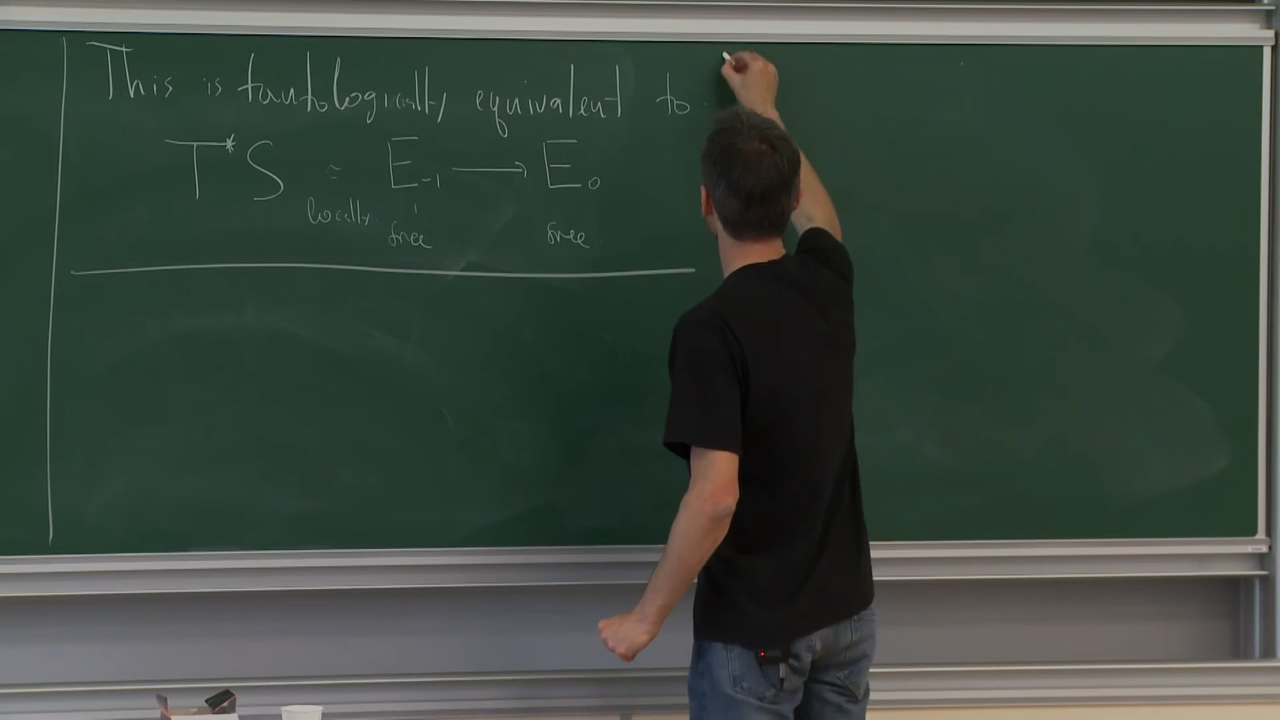 This is tautologically equivalent to:
T*S = E₋₁ → E₀
locally free free